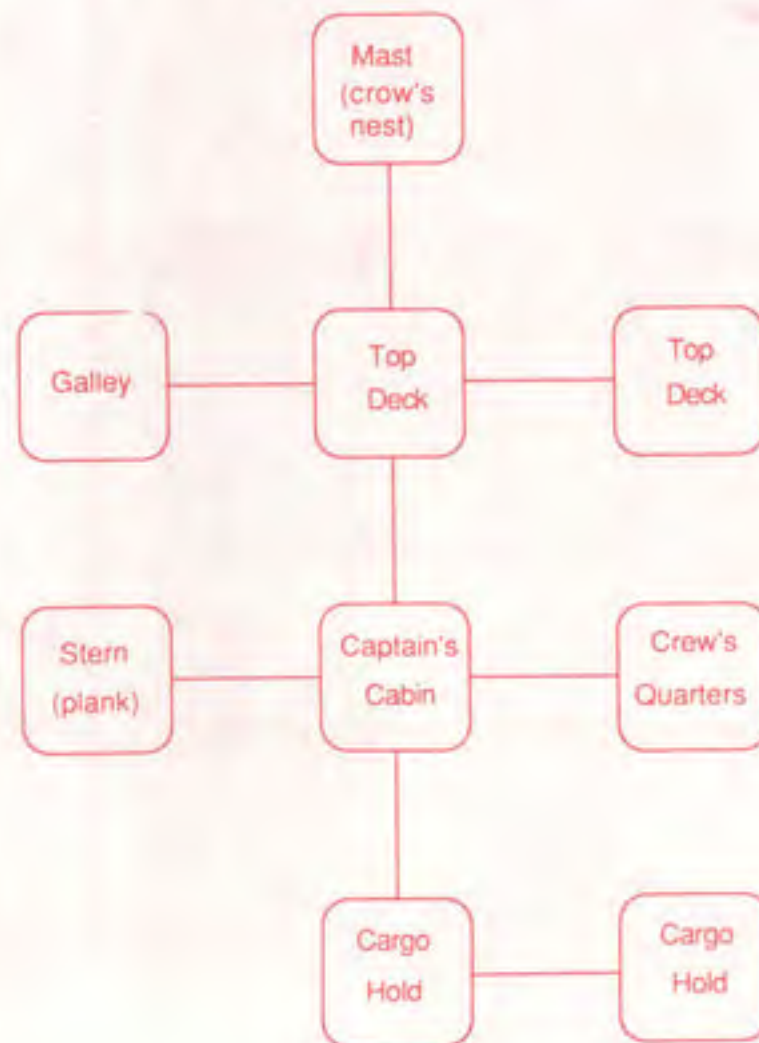 Mast
(crow's
nest)
Galley
Top
Deck
Top
Deck
Stern
(plank)
Captain's
Cabin
Crew's
Quarters
Cargo
Hold
Cargo
Hold